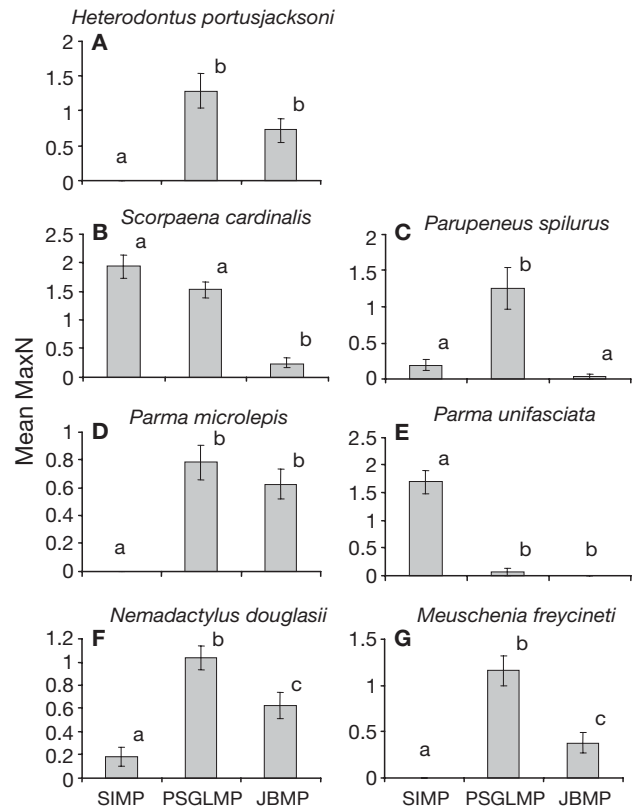 Heterodontus portusjacksoni
A
2
1.5
1
0.5
0
a
b
b
Scorpaena cardinalis
B
2.5
2
1.5
1
0.5
0
a
a
b
Parupeneus spilurus
C
2
1.5
1
0.5
0
a
b
a
Mean MaxN
Parma microlepis
D
1
0.8
0.6
0.4
0.2
0
a
b
b
Parma unifasciata
E
2.5
2
1.5
1
0.5
0
a
b
b
Nemadactylus douglasii
F
1.2
1
0.8
0.6
0.4
0.2
0
a
b
c
SIMP PSGLMP JBMP
Meuschenia freycineti
G
1.5
1
0.5
0
a
b
c
SIMP PSGLMP JBMP